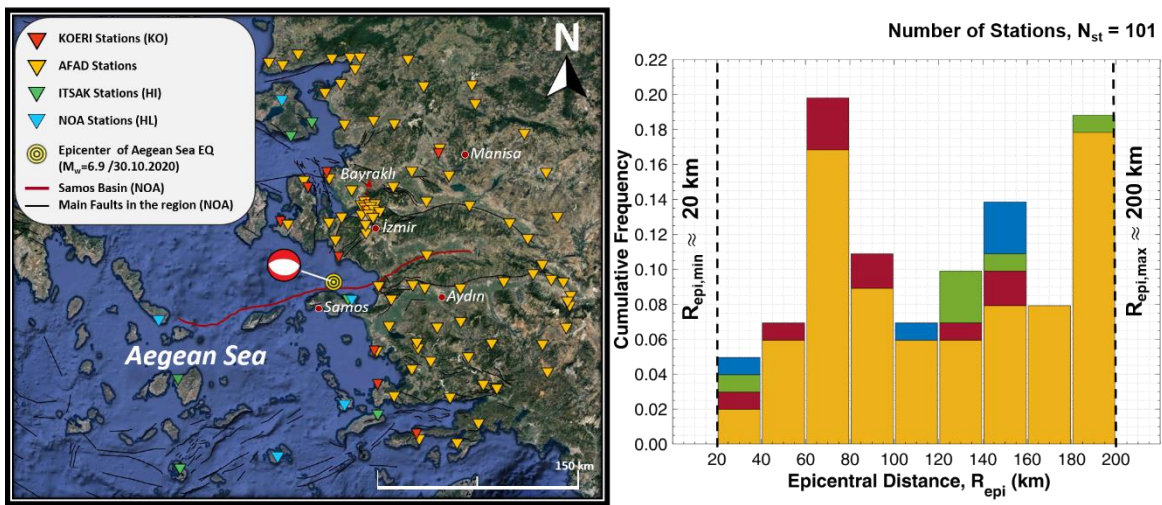 KOERI Stations (KO)
AFAD Stations
ITSAK Stations (HI)
NOA Stations (HL)
Epicenter of Aegean Sea EQ
(Mw=6.9 /30.10.2020)
Samos Basin (NOA)
Main Faults in the region (NOA)
N
Manisa
Bayraklı
İzmir
Aydın
Samos
Aegean Sea
150 km
Number of Stations, Nst = 101
Cumulative Frequency
0.22
0.20
0.18
0.16
0.14
0.12
0.10
0.08
0.06
0.04
0.02
0.00
Repi,min ≈ 20 km
Repi,max ≈ 200 km
20 40 60 80 100 120 140 160 180 200
Epicentral Distance, Repi (km)